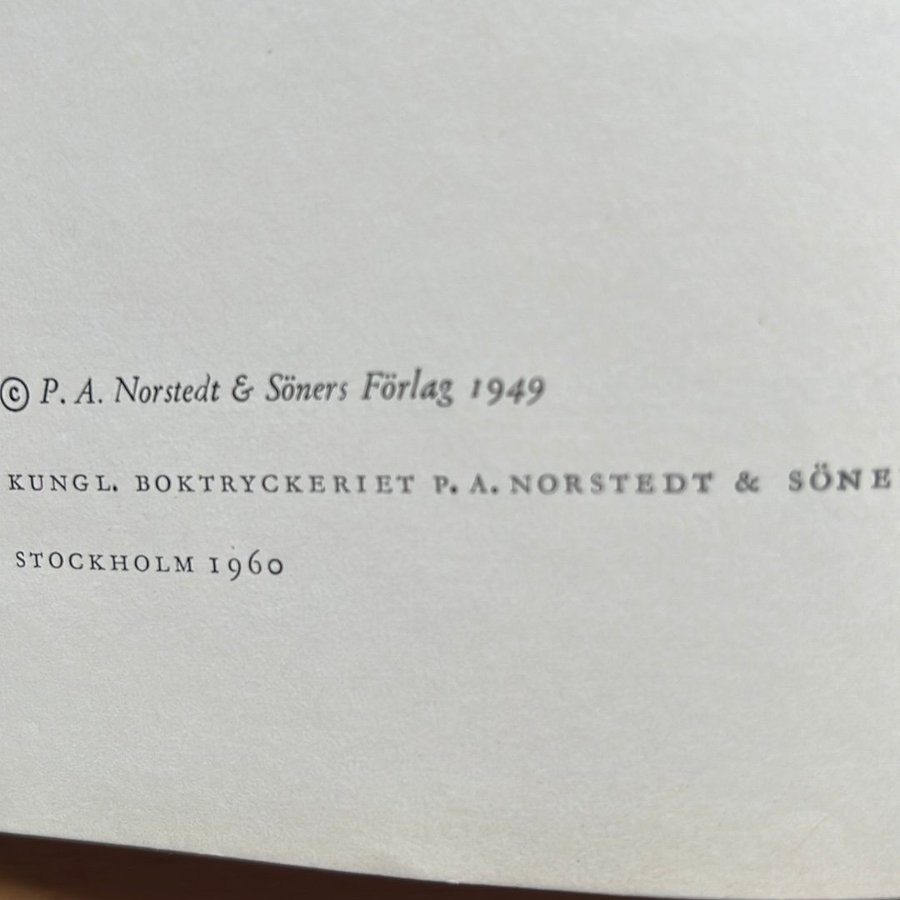 © P. A. Norstedt & Söners Förlag 1949
KUNGL. BOKTRYCKERIET P. A. NORSTEDT & SÖNE
STOCKHOLM 1960